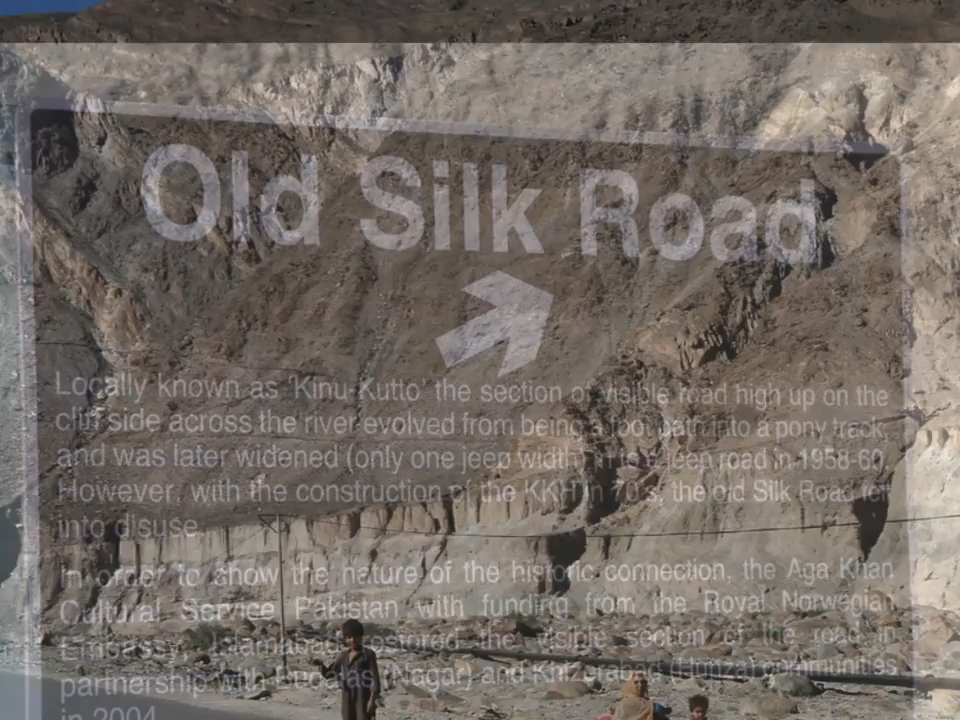 Old Silk Road
Locally known as 'Kinu-Kutto' the section of visible road high up on the
cliff side across the river evolved from being a foot path into a pony track,
and was later widened (only one jeep width) jeep road in 1958-60.
However, with the construction of the KKH in 70's, the old Silk Road fell
into disuse
In order to show the nature of the historic connection, the Aga Khan
Cultural Service Pakistan with funding from the Royal Norwegian
Embassy, Islamabad restored the visible section of the road in
partnership with (Nagar) and Khizerabad (Hunza) communities
in 2004